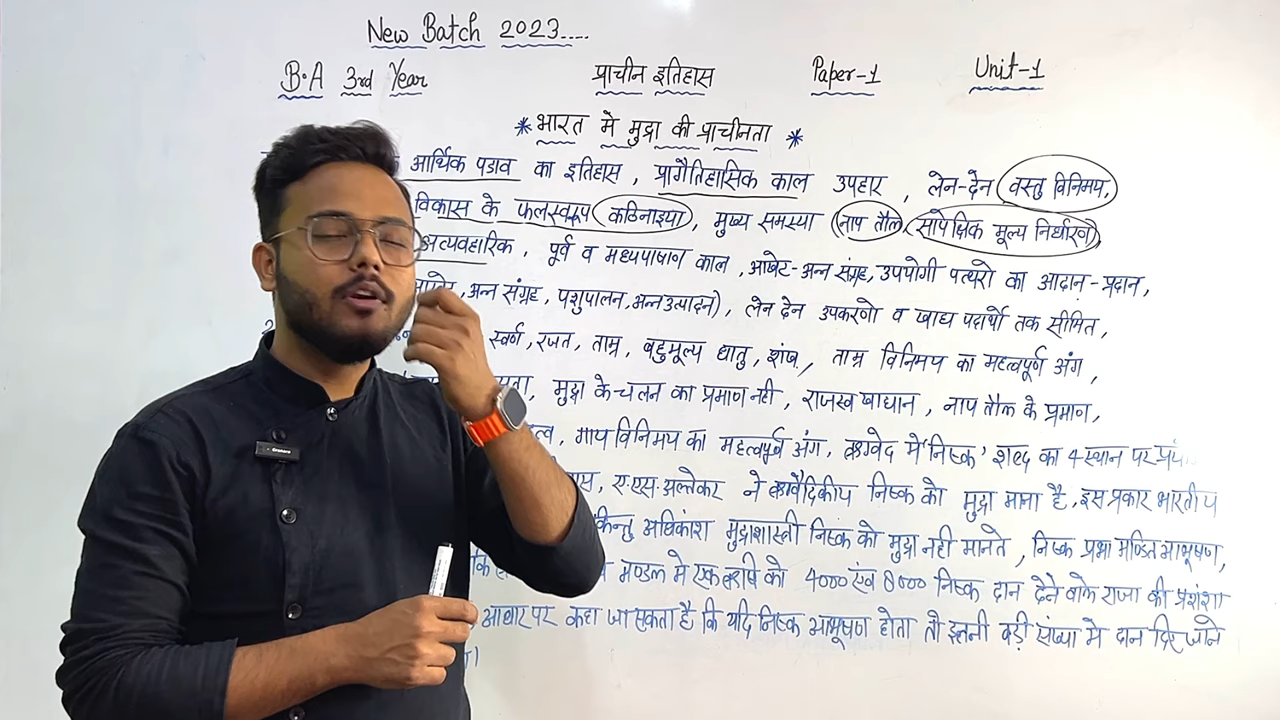 New Batch 2023....
B.A 3rd Year प्राचीन इतिहास Paper-1 Unit-1
* भारत मे मुद्रा की प्राचीनता *
आर्थिक पडाव का इतिहास, प्रागैतिहासिक काल उपहार, लेन-देन वस्तु विनिमय,
विकास के फलस्वरूप कठिनाइया, मुख्य समस्या (नाप तौल, सापेक्षिक मूल्य निर्धारण)
अव्यवहारिक, पूर्व व मध्यपाषाण काल, आखेट-अन्न संग्रह, उपयोगी पत्थरो का आदान-प्रदान,
अन्न संग्रह, पशुपालन, अन्न उत्पादन), लेन देन उपकरणो व खाद्य पदार्थो तक सीमित,
स्वर्ण, रजत, ताम्र, बहुमूल्य धातु, शंख, ताम्र विनिमय का महत्वपूर्ण अंग,
मुद्रा के चलन का प्रमाण नही, राजस्व खाद्यान, नाप तौल के प्रमाण,
गाय विनिमय का महत्वपूर्ण अंग, ऋग्वेद मे 'निष्क' शब्द का 4 स्थान पर
ए.एस. अल्तेकर ने ऋग्वैदिकीय निष्क को मुद्रा माना है, इस प्रकार भारतीय
किन्तु अधिकांश मुद्राशास्त्री निष्क को मुद्रा नही मानते, निष्क प्रभा मण्डित आभूषण,
मण्डल मे एक ऋषि को 4000 एंव 8000 निष्क दान देने वाले राजा की प्रशंशा
आधार पर कहा जा सकता है कि यदि निष्क आभूषण होता तो इतनी बड़ी संख्या मे दान दिए जाने